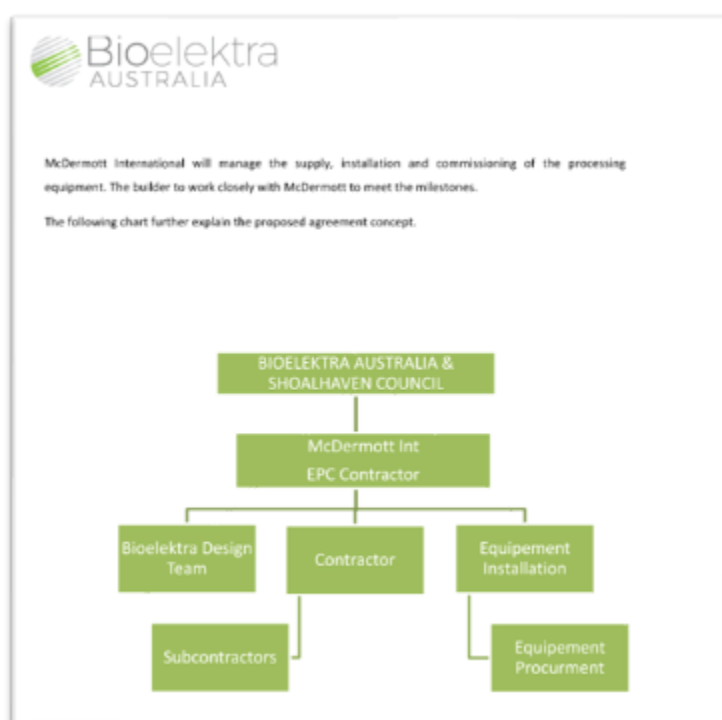 Bioelektra
AUSTRALIA
McDermott International will manage the supply, installation and commissioning of the processing
equipment. The builder to work closely with McDermott to meet the milestones.
The following chart further explain the proposed agreement concept.
BIOELEKTRA AUSTRALIA &
SHOALHAVEN COUNCIL
McDermott Int
EPC Contractor
Bioelektra Design
Team
Contractor
Equipement
Installation
Subcontractors
Equipement
Procurment